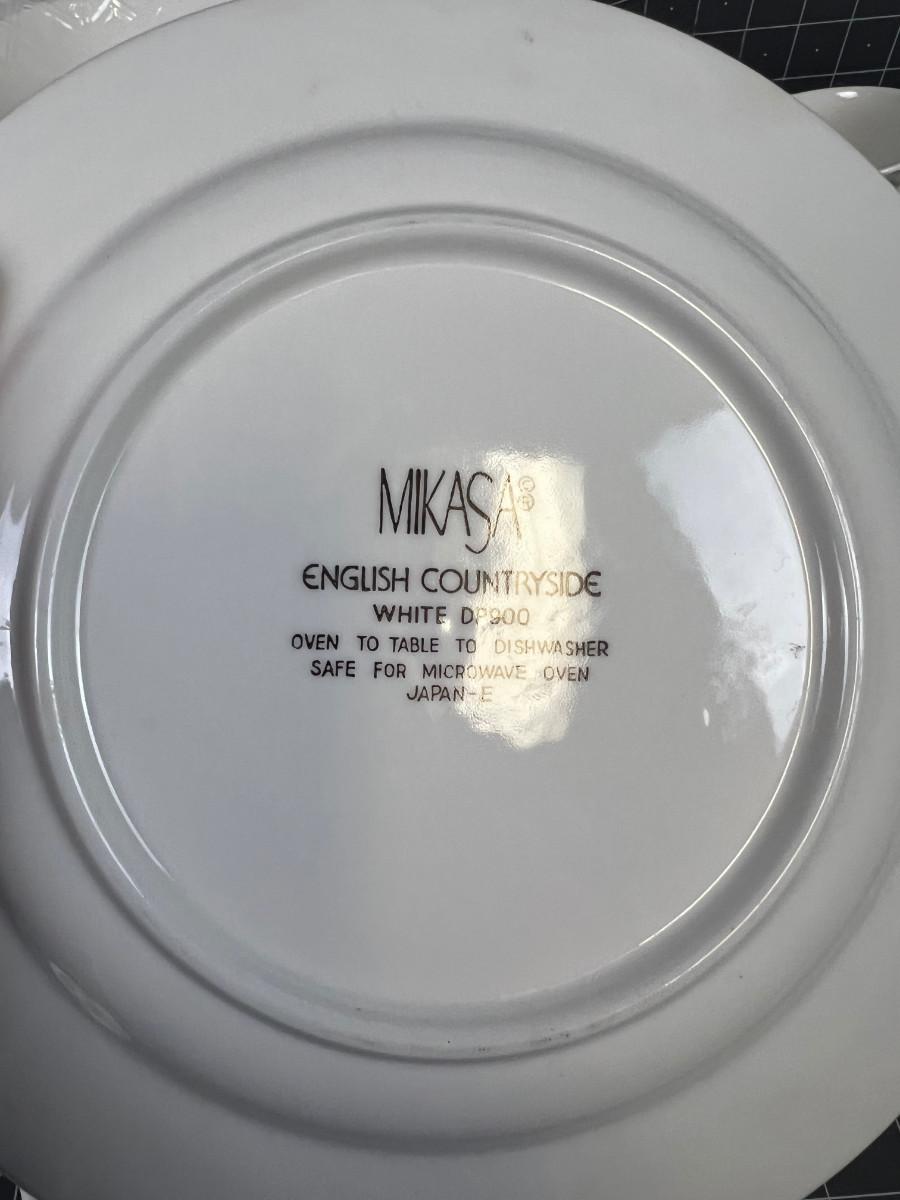 MIKASA©®
ENGLISH COUNTRYSIDE
WHITE DP900
OVEN TO TABLE TO DISHWASHER
SAFE FOR MICROWAVE OVEN
JAPAN-E